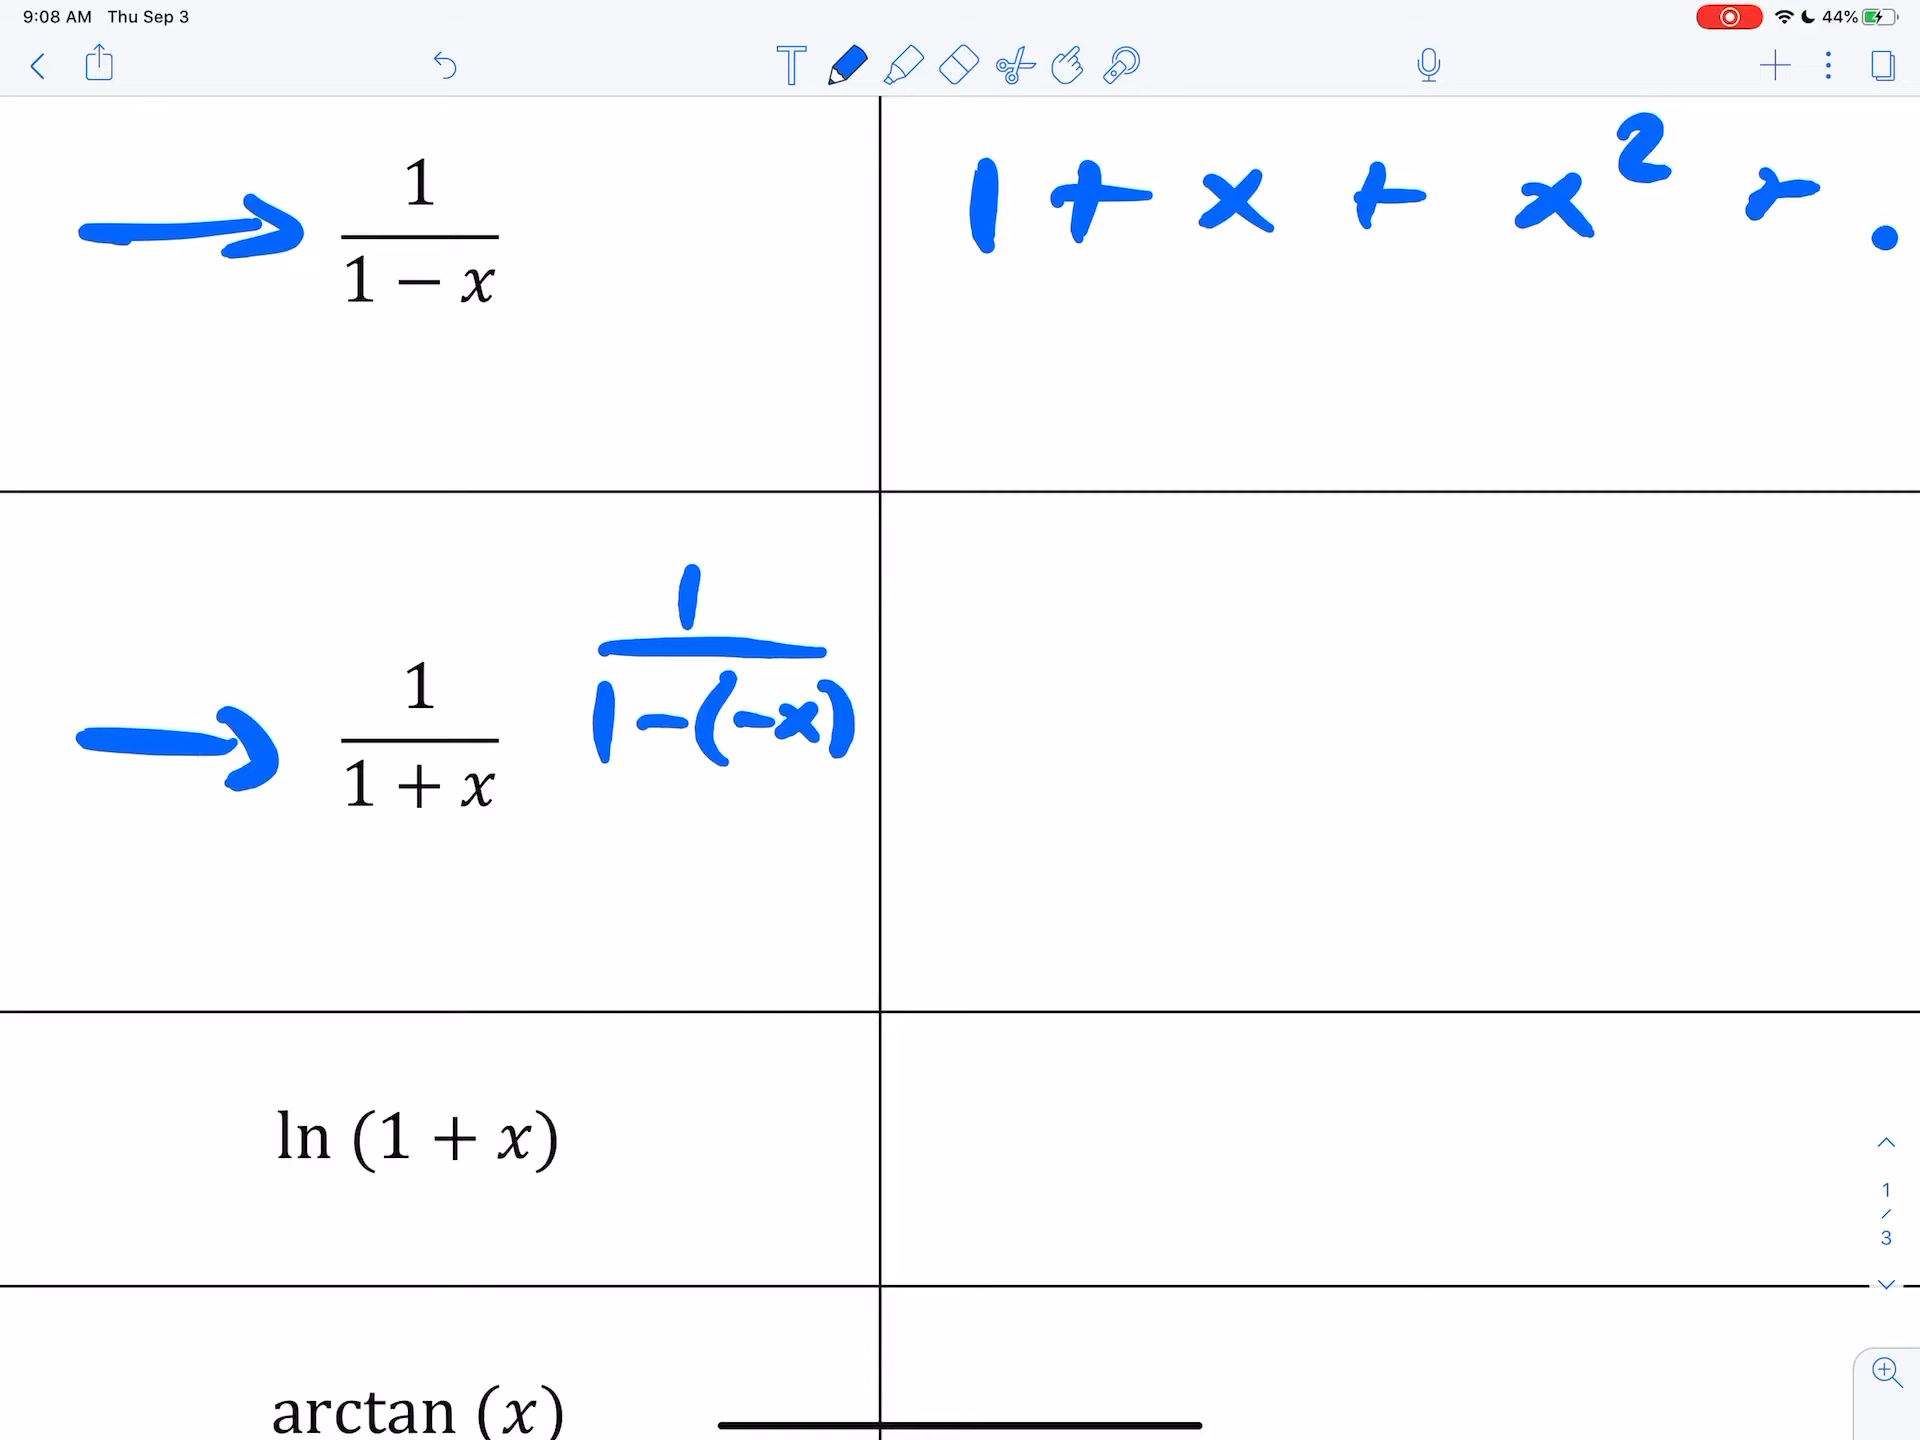 9:08 AM Thu Sep 3 44%
T
1/(1 − x) 1 + x + x² + .
1/(1 + x) 1/(1-(-x))
ln (1 + x)
1/3
arctan (x)